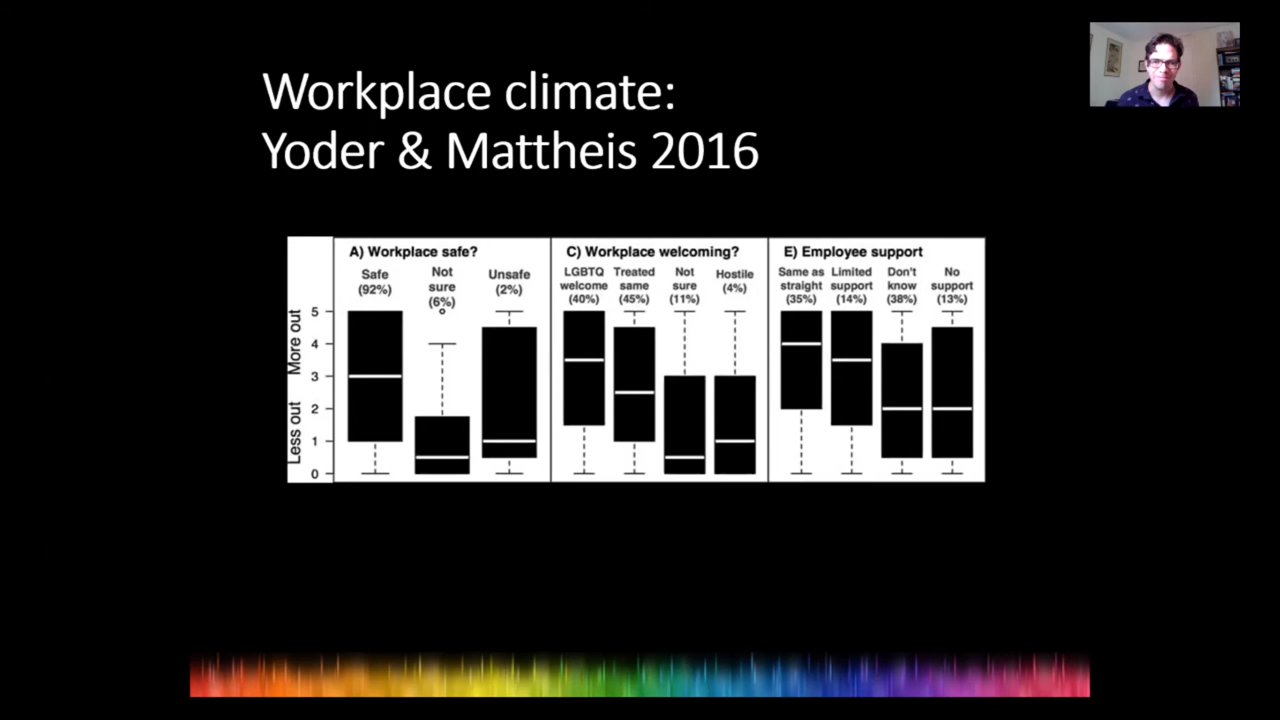 Workplace climate:
Yoder & Mattheis 2016
A) Workplace safe?
Safe
(92%)
Not
sure
(6%)
Unsafe
(2%)
C) Workplace welcoming?
LGBTQ
welcome
(40%)
Treated
same
(45%)
Not
sure
(11%)
Hostile
(4%)
E) Employee support
Same as
straight
(35%)
Limited
support
(14%)
Don't
know
(38%)
No
support
(13%)
More out
Less out
5
4
3
2
1
0